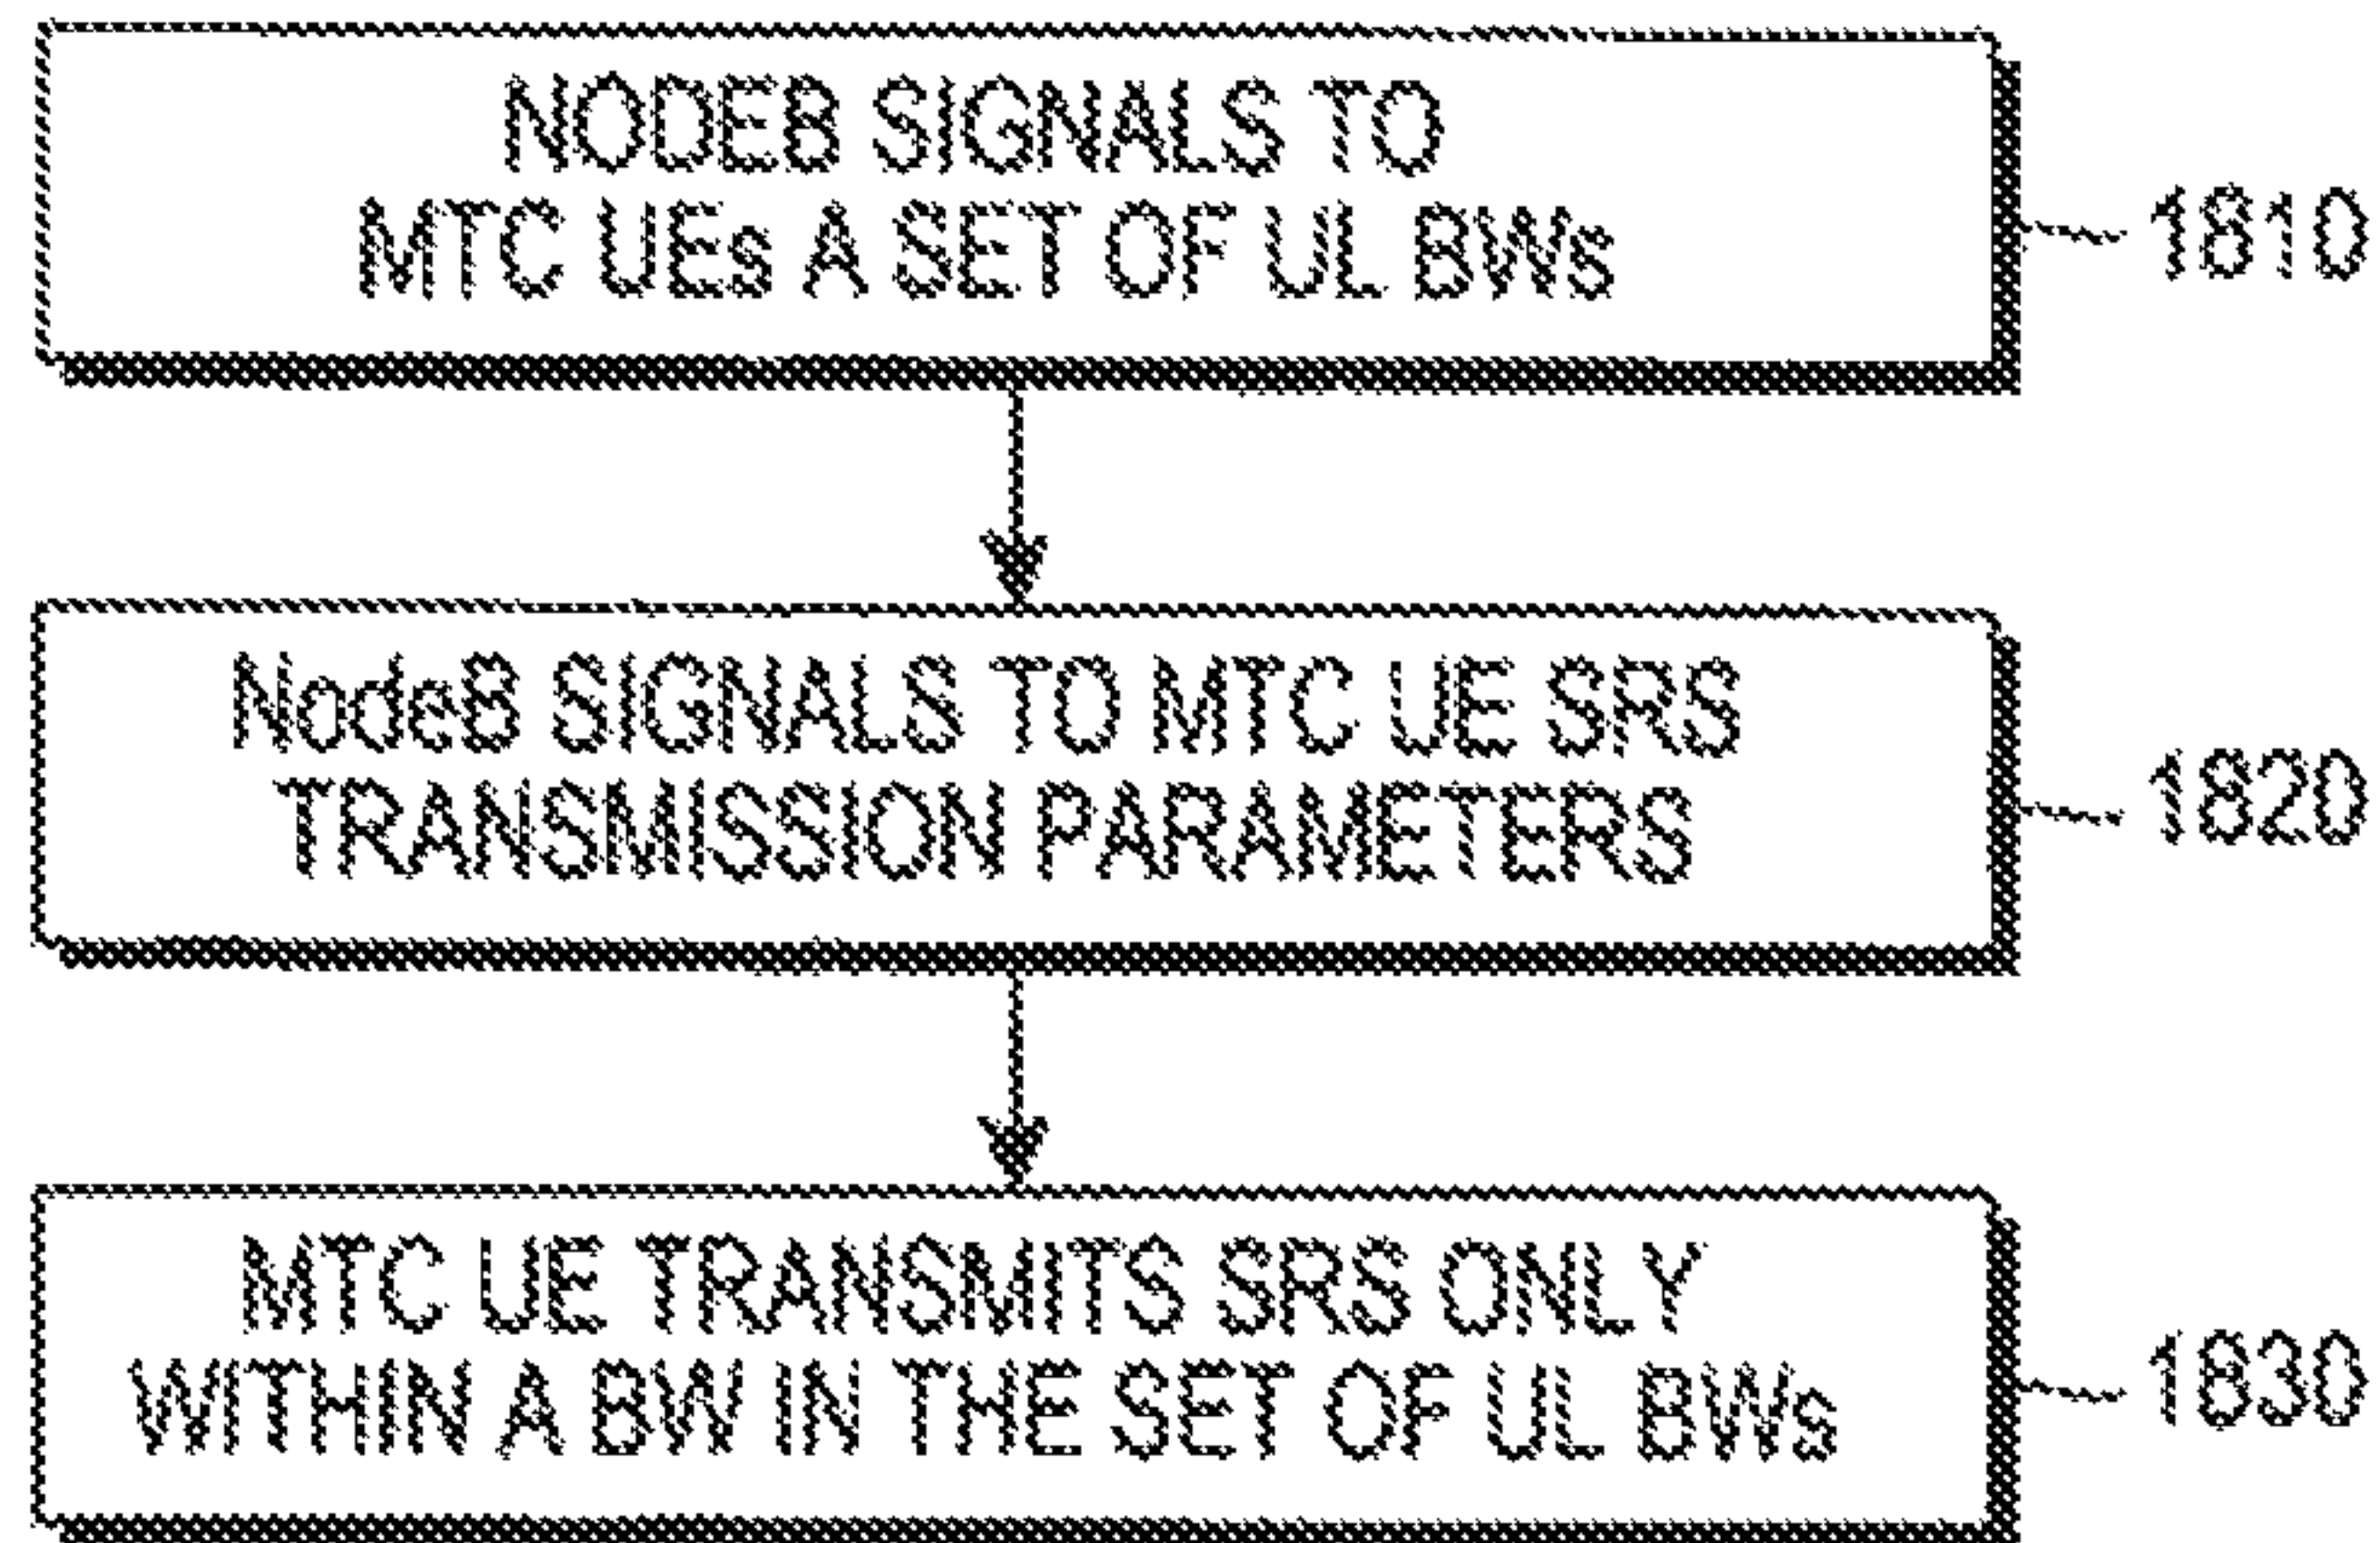 NODEB SIGNALS TO
MTC UEs A SET OF UL BWs
1810
NodeB SIGNALS TO MTC UE SRS
TRANSMISSION PARAMETERS
1820
MTC UE TRANSMITS SRS ONLY
WITHIN A BW IN THE SET OF UL BWs
1830